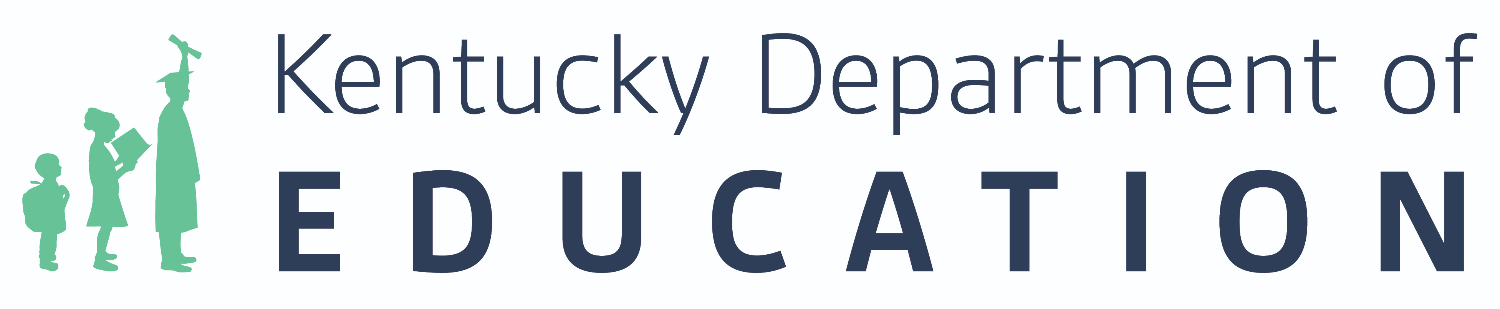 Kentucky Department of
EDUCATION